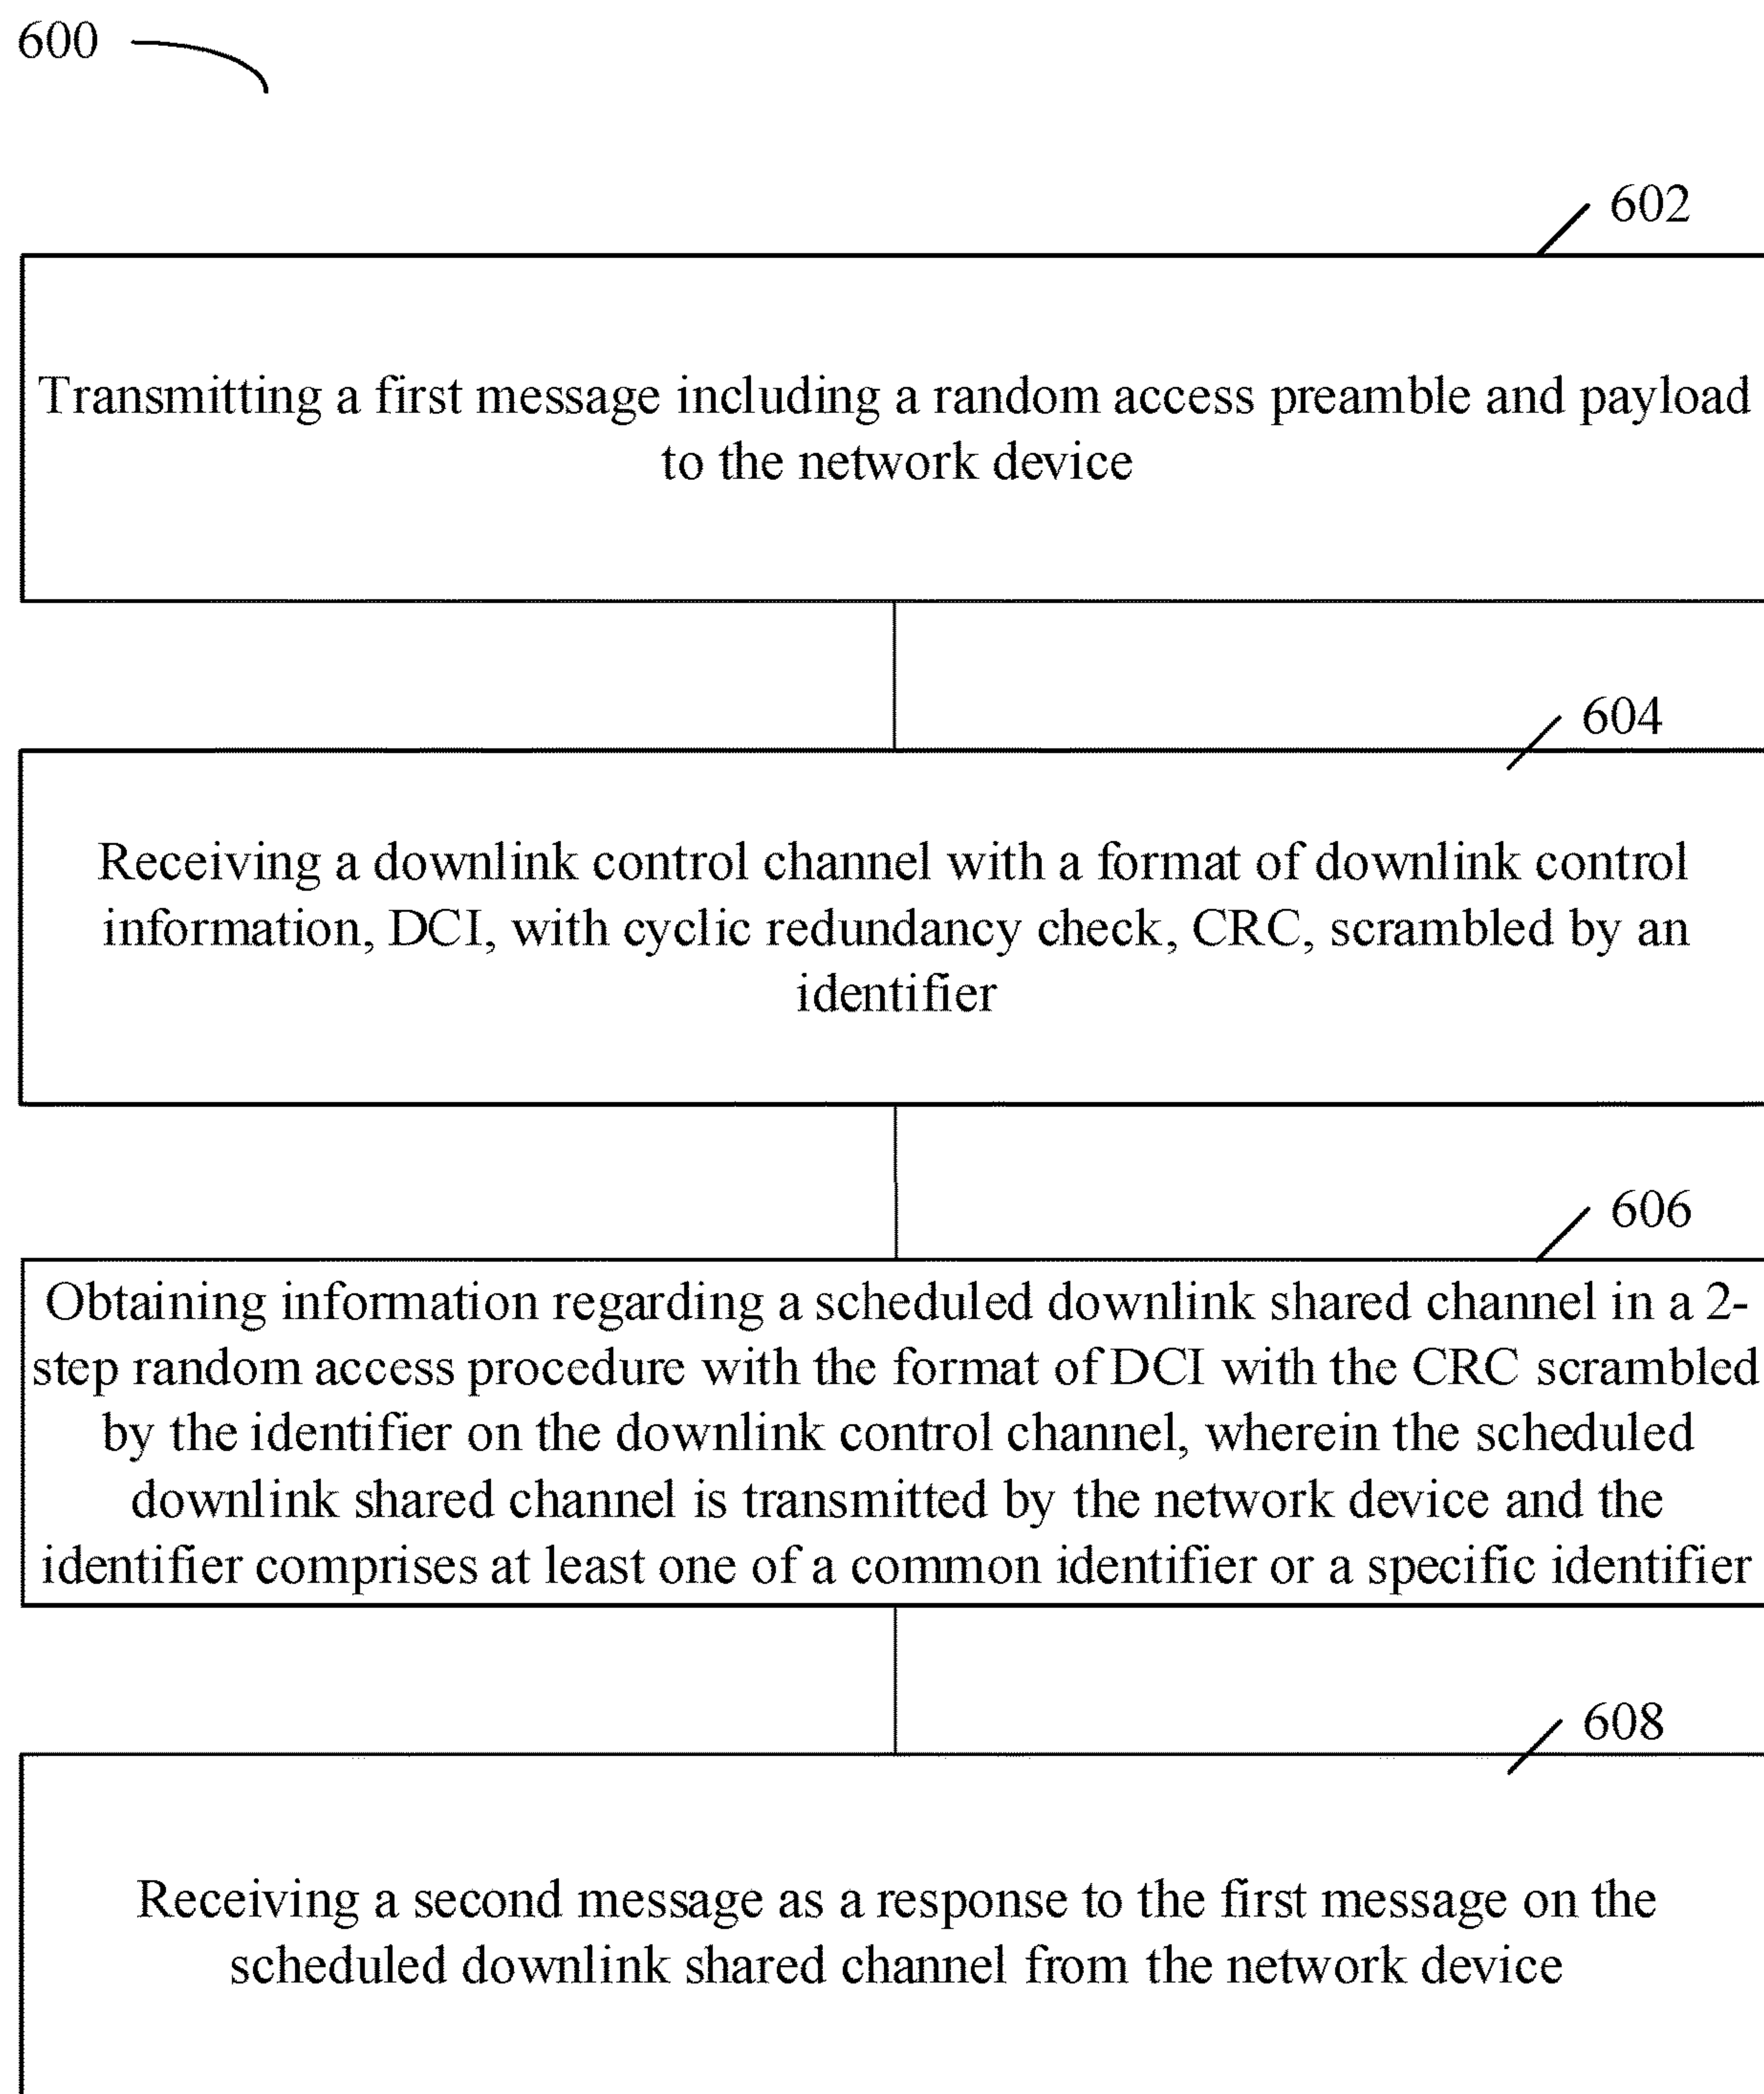 600
602
Transmitting a first message including a random access preamble and payload
to the network device
604
Receiving a downlink control channel with a format of downlink control
information, DCI, with cyclic redundancy check, CRC, scrambled by an
identifier
606
Obtaining information regarding a scheduled downlink shared channel in a 2-
step random access procedure with the format of DCI with the CRC scrambled
by the identifier on the downlink control channel, wherein the scheduled
downlink shared channel is transmitted by the network device and the
identifier comprises at least one of a common identifier or a specific identifier
608
Receiving a second message as a response to the first message on the
scheduled downlink shared channel from the network device